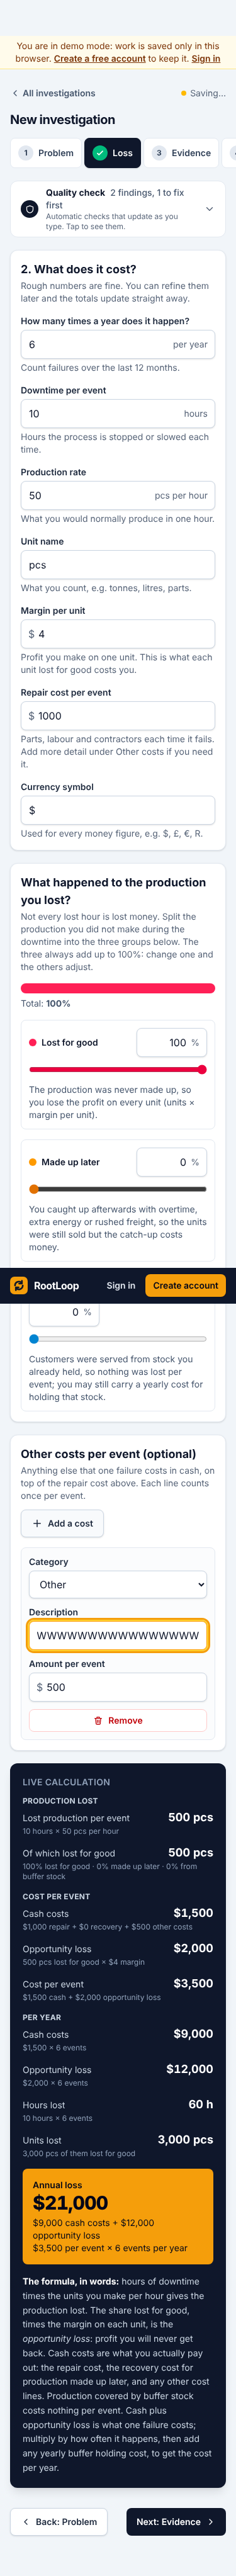 You are in demo mode: work is saved only in this
browser. Create a free account to keep it. Sign in
All investigations
Saving...
New investigation
1 Problem
Loss
3 Evidence
Quality check 2 findings, 1 to fix
first
Automatic checks that update as you
type. Tap to see them.
2. What does it cost?
Rough numbers are fine. You can refine them
later and the totals update straight away.
How many times a year does it happen?
6 per year
Count failures over the last 12 months.
Downtime per event
10 hours
Hours the process is stopped or slowed each
time.
Production rate
50 pcs per hour
What you would normally produce in one hour.
Unit name
pcs
What you count, e.g. tonnes, litres, parts.
Margin per unit
$ 4
Profit you make on one unit. This is what each
unit lost for good costs you.
Repair cost per event
$ 1000
Parts, labour and contractors each time it fails.
Add more detail under Other costs if you need
it.
Currency symbol
$
Used for every money figure, e.g. $, £, €, R.
What happened to the production
you lost?
Not every lost hour is lost money. Split the
production you did not make during the
downtime into the three groups below. The
three always add up to 100%: change one and
the others adjust.
Total: 100%
Lost for good
100 %
The production was never made up, so
you lose the profit on every unit (units ×
margin per unit).
Made up later
0 %
You caught up afterwards with overtime,
extra energy or rushed freight, so the units
were still sold but the catch-up costs
money.
RootLoop
Sign in
Create account
0 %
Customers were served from stock you
already held, so nothing was lost per
event; you may still carry a yearly cost for
holding that stock.
Other costs per event (optional)
Anything else that one failure costs in cash, on
top of the repair cost above. Each line counts
once per event.
Add a cost
Category
Other
Description
Amount per event
$ 500
Remove
LIVE CALCULATION
PRODUCTION LOST
Lost production per event 500 pcs
10 hours × 50 pcs per hour
Of which lost for good 500 pcs
100% lost for good · 0% made up later · 0% from
buffer stock
COST PER EVENT
Cash costs $1,500
$1,000 repair + $0 recovery + $500 other costs
Opportunity loss $2,000
500 pcs lost for good × $4 margin
Cost per event $3,500
$1,500 cash + $2,000 opportunity loss
PER YEAR
Cash costs $9,000
$1,500 × 6 events
Opportunity loss $12,000
$2,000 × 6 events
Hours lost 60 h
10 hours × 6 events
Units lost 3,000 pcs
3,000 pcs of them lost for good
Annual loss
$21,000
$9,000 cash costs + $12,000
opportunity loss
$3,500 per event × 6 events per year
The formula, in words: hours of downtime
times the units you make per hour gives the
production lost. The share lost for good,
times the margin on each unit, is the
opportunity loss: profit you will never get
back. Cash costs are what you actually pay
out: the repair cost, the recovery cost for
production made up later, and any other cost
lines. Production covered by buffer stock
costs nothing per event. Cash plus
opportunity loss is what one failure costs;
multiply by how often it happens, then add
any yearly buffer holding cost, to get the cost
per year.
Back: Problem
Next: Evidence